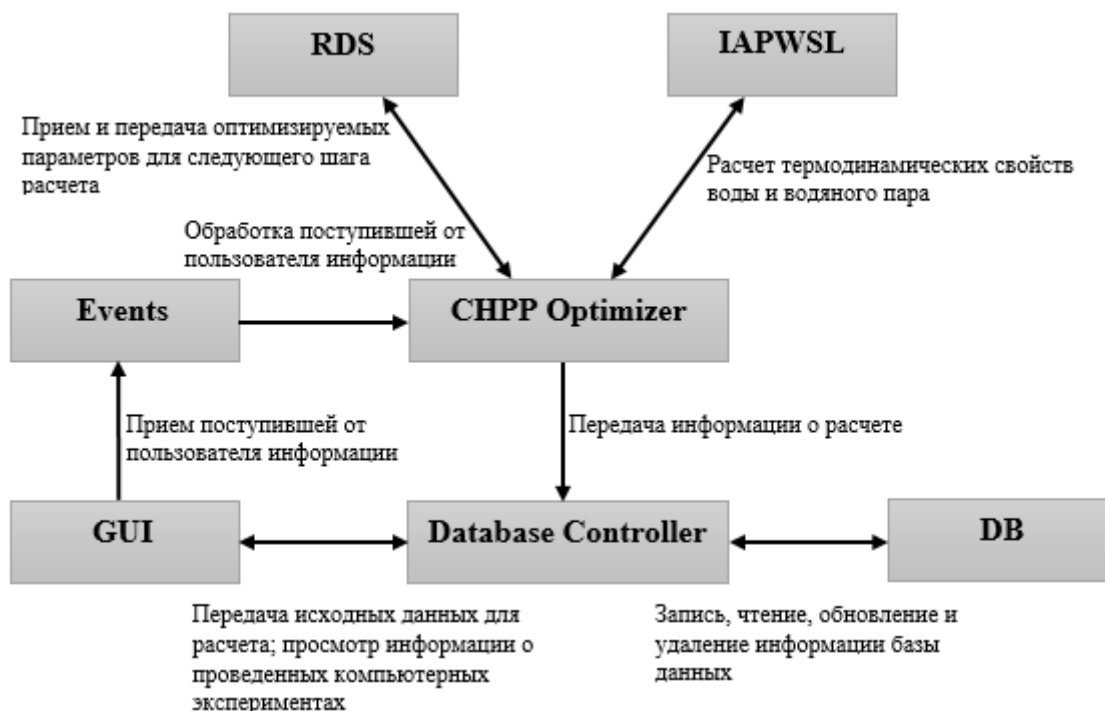 RDS
IAPWSL
Прием и передача оптимизируемых
параметров для следующего шага
расчета
Расчет термодинамических свойств
воды и водяного пара
Обработка поступившей от
пользователя информации
Events
CHPP Optimizer
Прием поступившей от
пользователя информации
Передача информации о расчете
GUI
Database Controller
DB
Передача исходных данных для
расчета; просмотр информации о
проведенных компьютерных
экспериментах
Запись, чтение, обновление и
удаление информации базы
данных